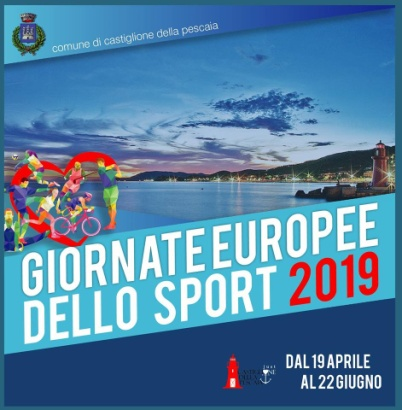 comune di castiglione della pescaia
GIORNATE EUROPEE
DELLO SPORT 2019
DAL 19 APRILE
AL 22 GIUGNO